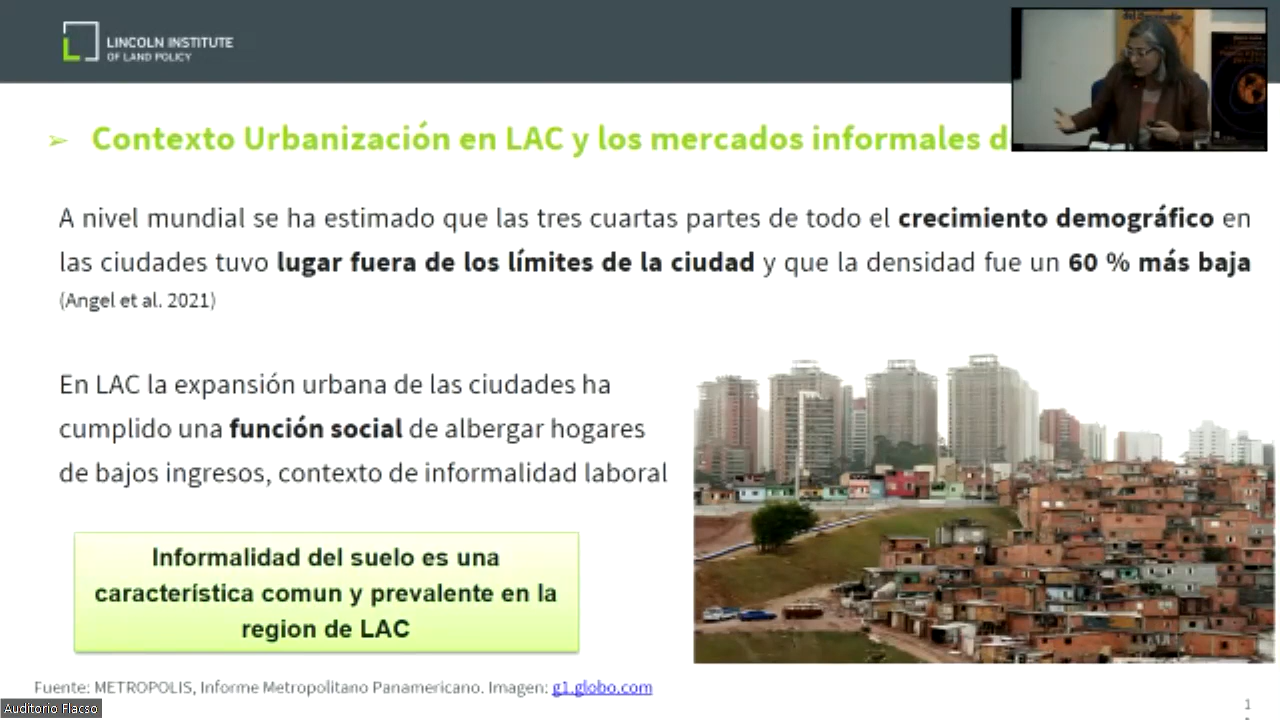 LINCOLN INSTITUTE
OF LAND POLICY
➢ Contexto Urbanización en LAC y los mercados informales d
A nivel mundial se ha estimado que las tres cuartas partes de todo el crecimiento demográfico en
las ciudades tuvo lugar fuera de los límites de la ciudad y que la densidad fue un 60 % más baja
(Angel et al. 2021)
En LAC la expansión urbana de las ciudades ha
cumplido una función social de albergar hogares
de bajos ingresos, contexto de informalidad laboral
Informalidad del suelo es una
característica comun y prevalente en la
region de LAC
Fuente: METROPOLIS, Informe Metropolitano Panamericano. Imagen: g1.globo.com
Auditorio Flacso